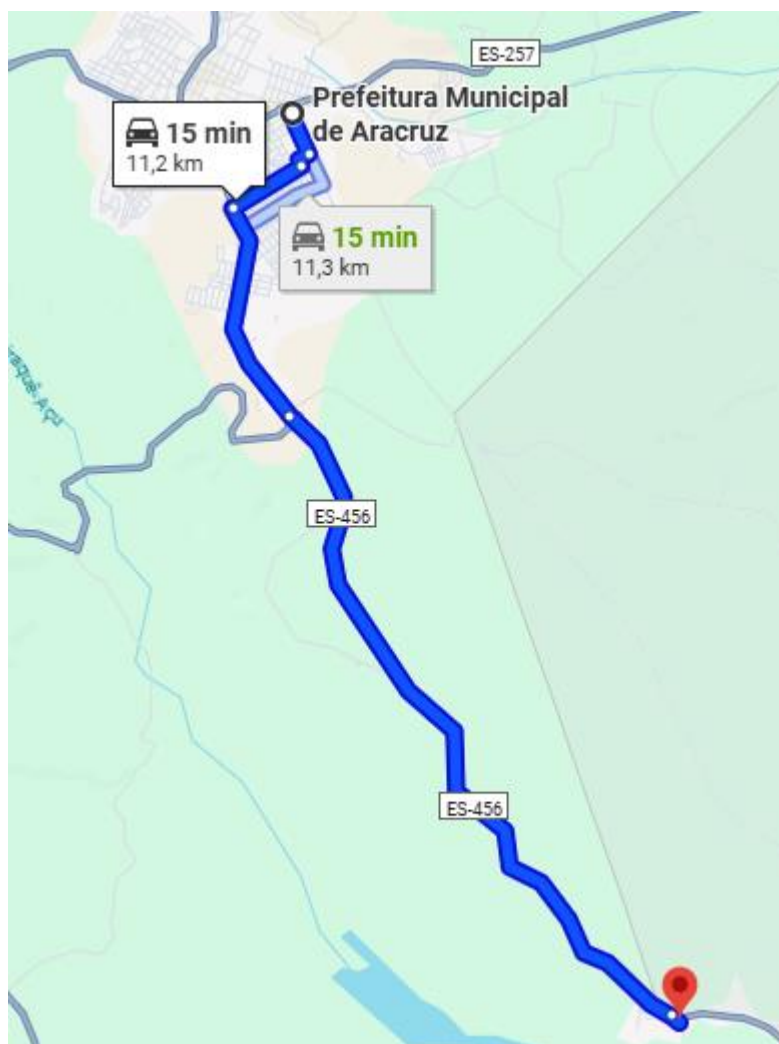 ES-257
Prefeitura Municipal
de Aracruz
15 min
11,2 km
15 min
11,3 km
ES-456
ES-456